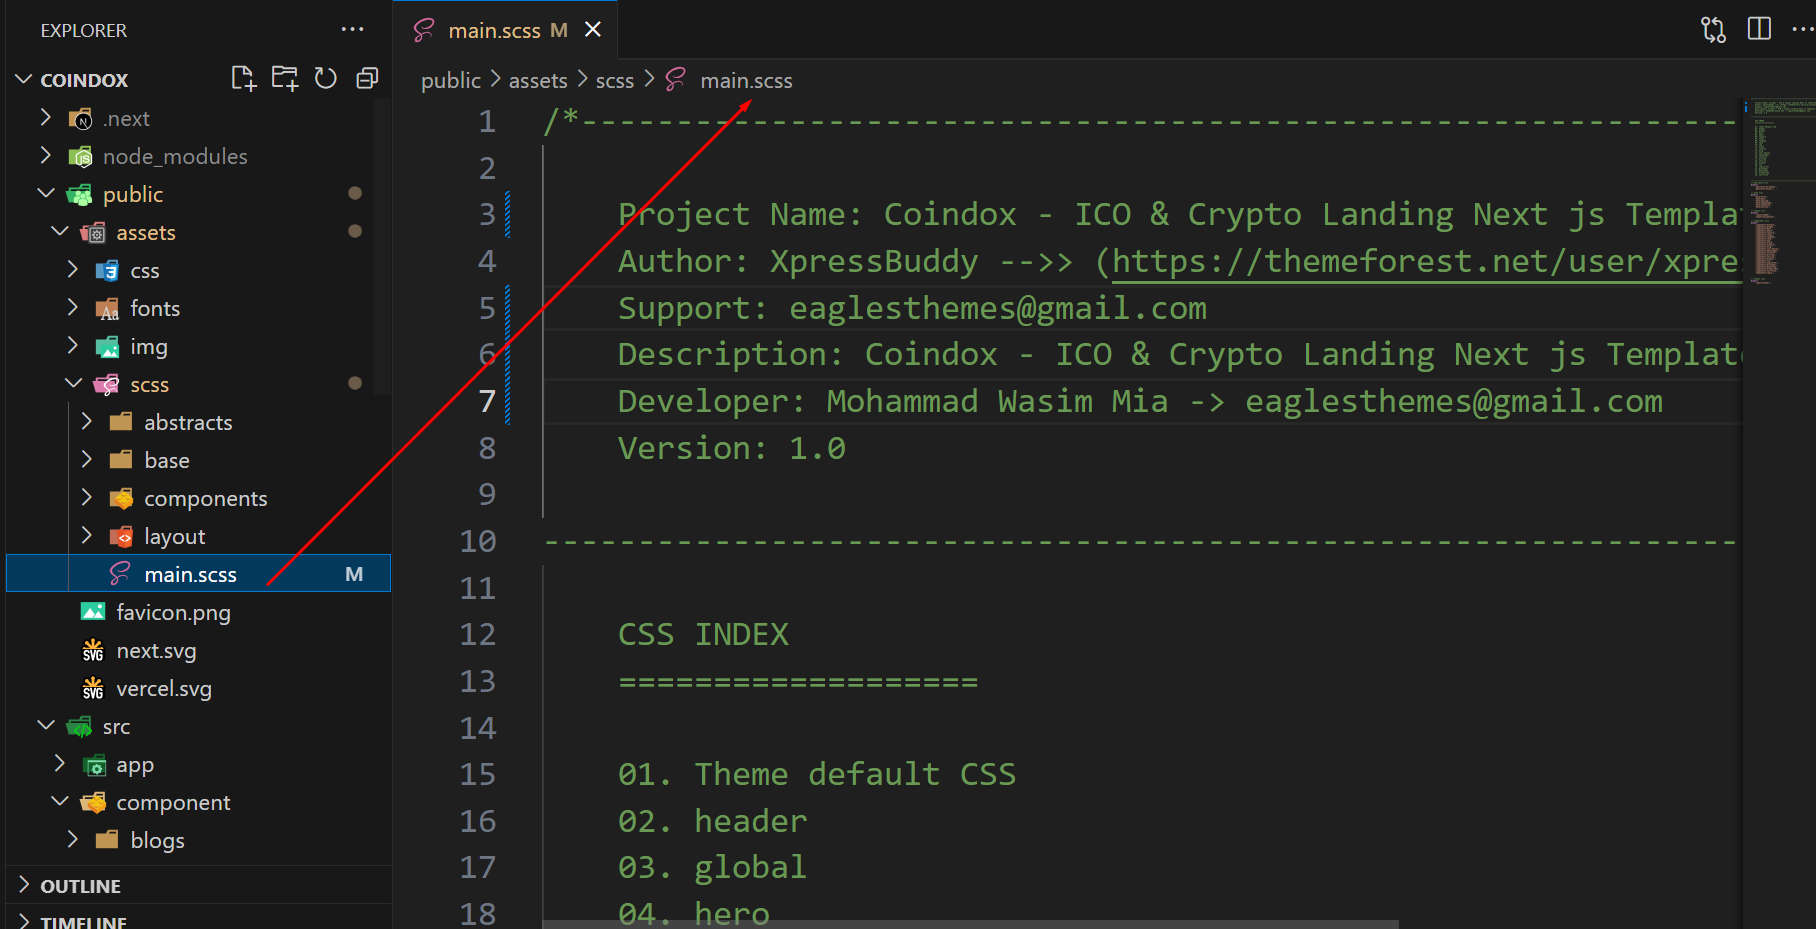 EXPLORER
COINDOX
.next
node_modules
public
assets
css
fonts
img
scss
abstracts
base
components
layout
main.scss M
favicon.png
next.svg
vercel.svg
src
app
component
blogs
OUTLINE
TIMELINE
main.scss M
public > assets > scss > main.scss
1 /*--------------------------------------------------------------
2
3 Project Name: Coindox - ICO & Crypto Landing Next js Templat
4 Author: XpressBuddy -->> (https://themeforest.net/user/xpres
5 Support: eaglesthemes@gmail.com
6 Description: Coindox - ICO & Crypto Landing Next js Template
7 Developer: Mohammad Wasim Mia -> eaglesthemes@gmail.com
8 Version: 1.0
9
10 ---------------------------------------------------------------
11
12 CSS INDEX
13 ===================
14
15 01. Theme default CSS
16 02. header
17 03. global
18 04. hero